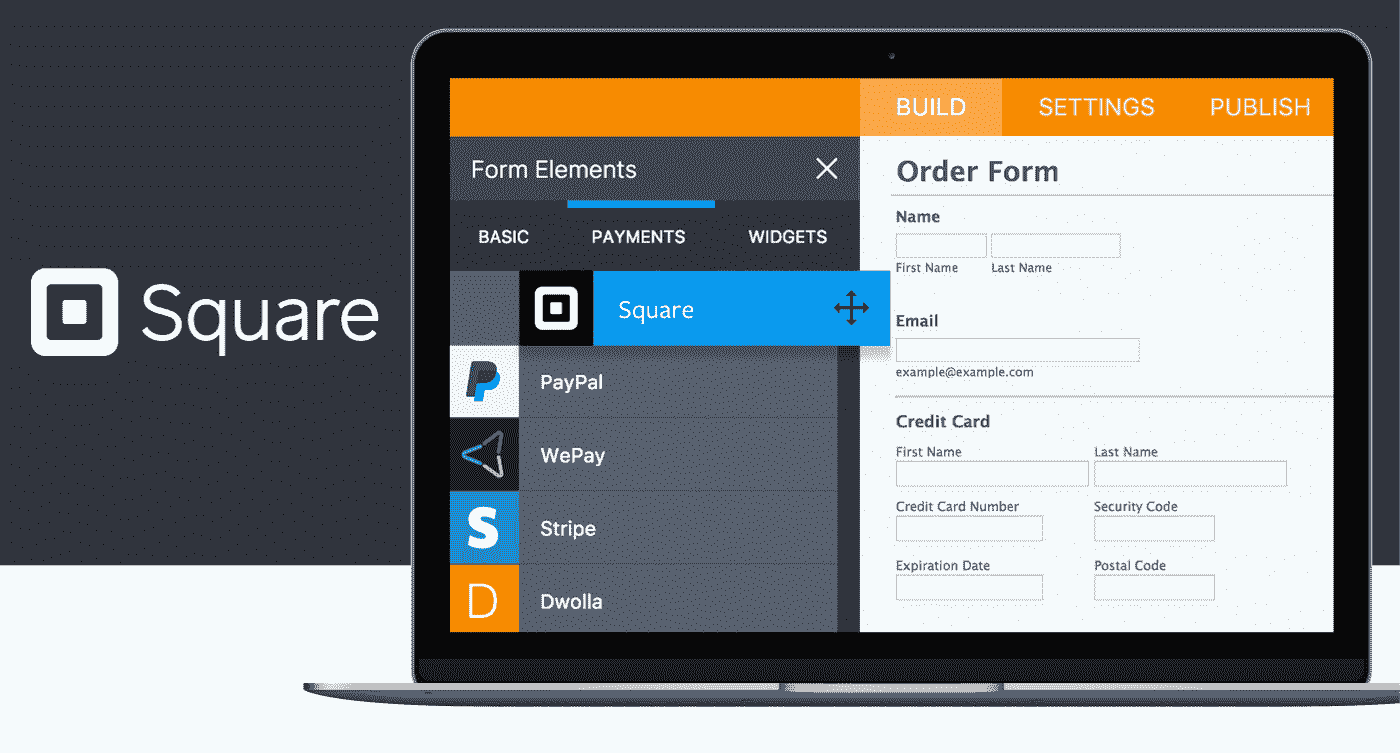 Square
BUILD SETTINGS PUBLISH
Form Elements
BASIC PAYMENTS WIDGETS
Square
PayPal
WePay
Stripe
Dwolla
Order Form
Name
First Name Last Name
Email
example@example.com
Credit Card
First Name Last Name
Credit Card Number Security Code
Expiration Date Postal Code